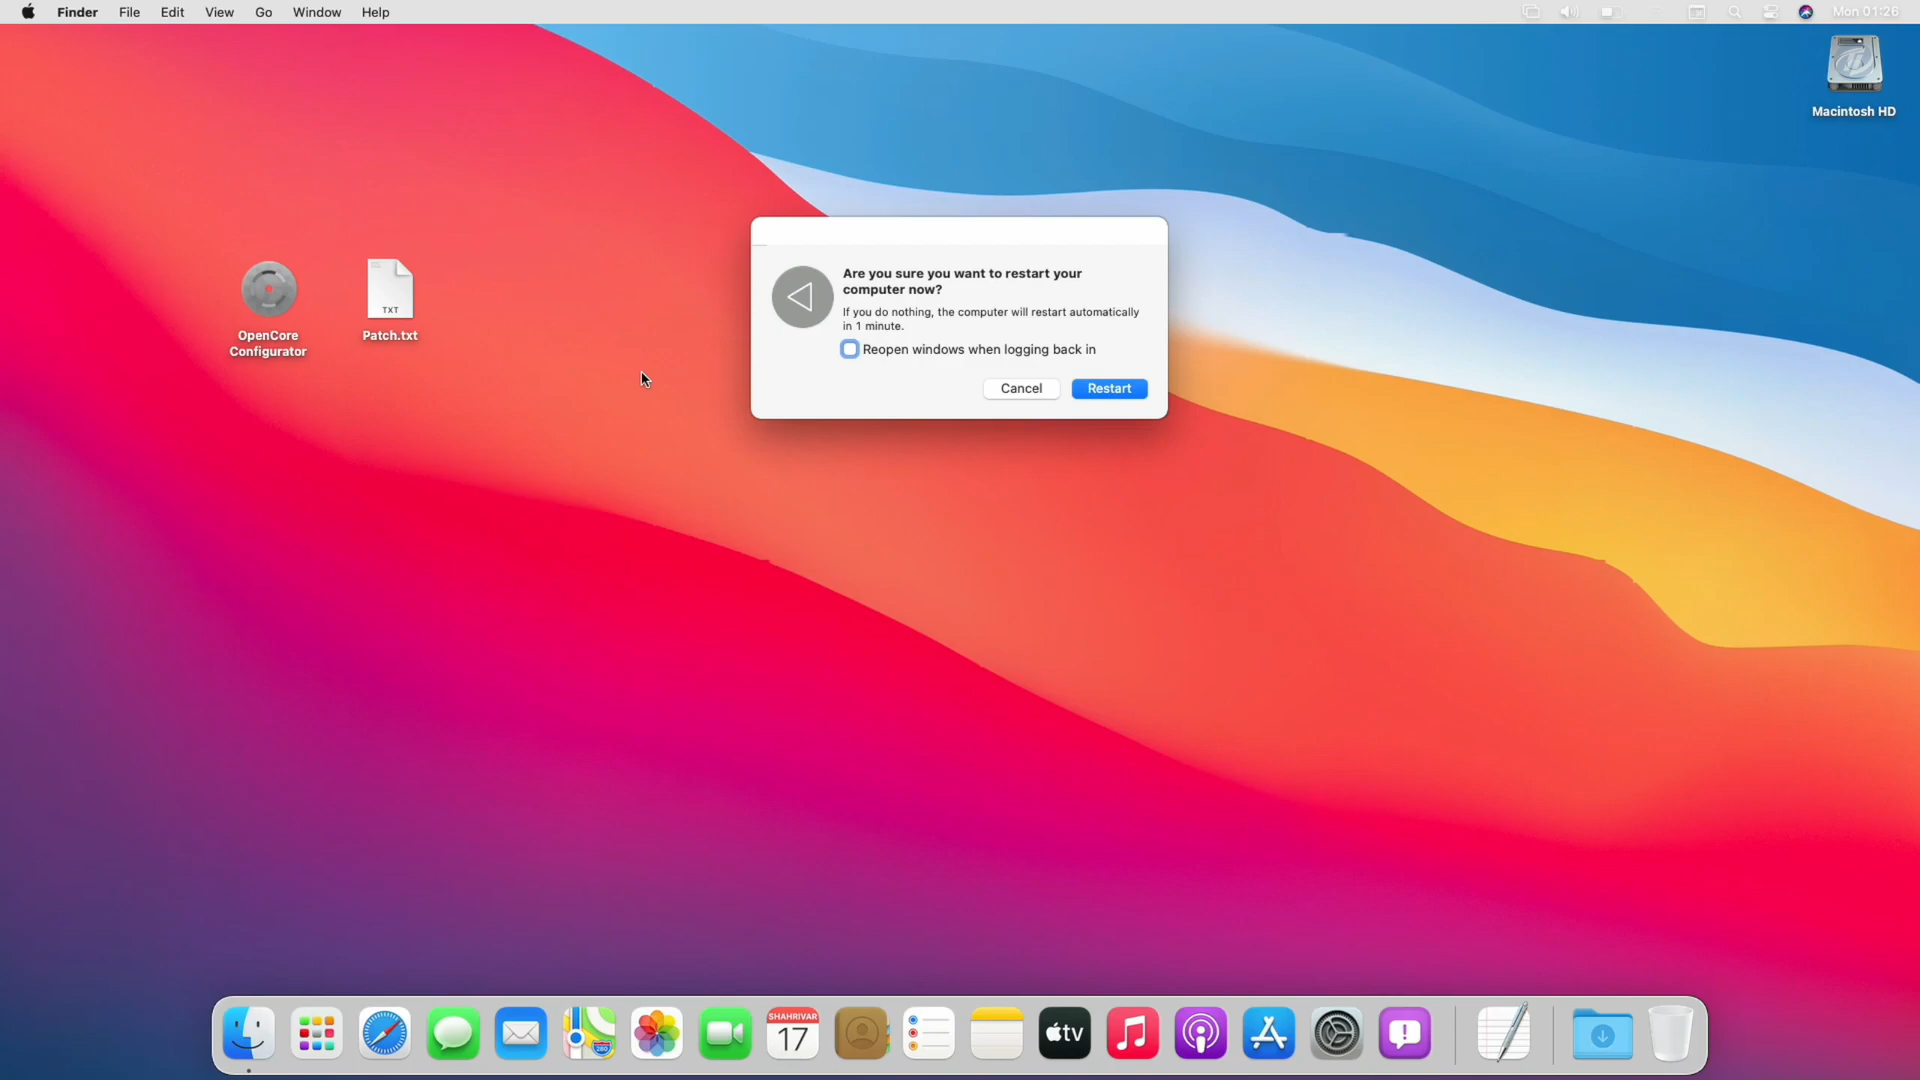 Finder File Edit View Go Window Help
Mon 01:26
Macintosh HD
OpenCore
Configurator
TXT
Patch.txt
Are you sure you want to restart your
computer now?
If you do nothing, the computer will restart automatically
in 1 minute.
Reopen windows when logging back in
Cancel
Restart
280
SHAHRIVAR
17
tv